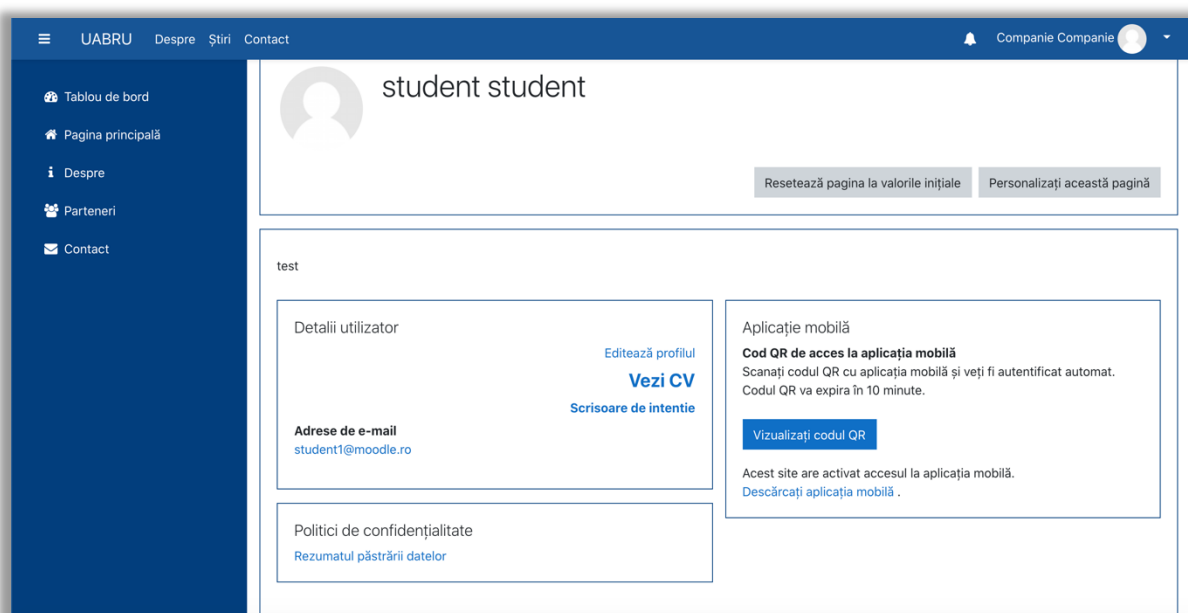 UABRU Despre Știri Contact
Companie Companie
Tablou de bord
Pagina principală
Despre
Parteneri
Contact
student student
Resetează pagina la valorile inițiale
Personalizați această pagină
test
Detalii utilizator
Editează profilul
Vezi CV
Scrisoare de intentie
Adrese de e-mail
student1@moodle.ro
Politici de confidențialitate
Rezumatul păstrării datelor
Aplicație mobilă
Cod QR de acces la aplicația mobilă
Scanați codul QR cu aplicația mobilă și veți fi autentificat automat.
Codul QR va expira în 10 minute.
Vizualizați codul QR
Acest site are activat accesul la aplicația mobilă.
Descărcați aplicația mobilă .